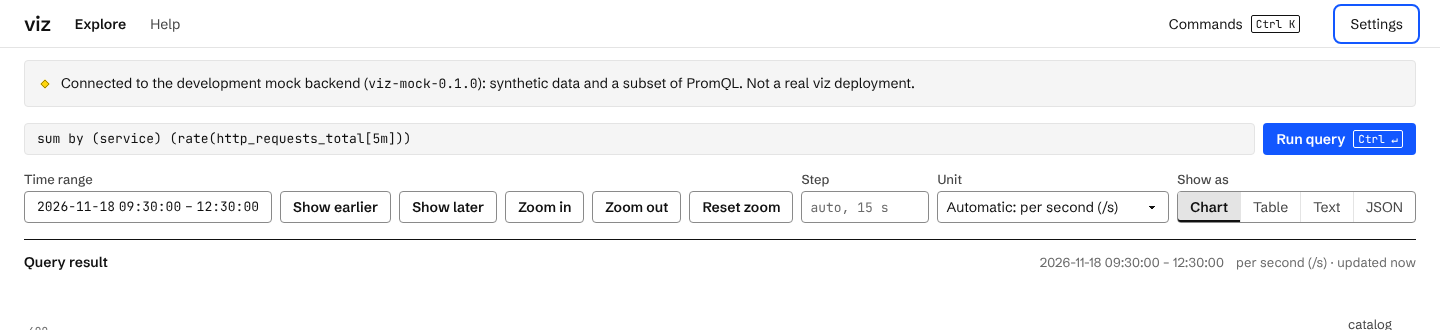 viz Explore Help Commands Ctrl K Settings
Connected to the development mock backend (viz-mock-0.1.0): synthetic data and a subset of PromQL. Not a real viz deployment.
sum by (service) (rate(http_requests_total[5m])) Run query Ctrl ↵
Time range Step Unit Show as
2026-11-18 09:30:00 – 12:30:00 Show earlier Show later Zoom in Zoom out Reset zoom auto, 15 s Automatic: per second (/s) Chart Table Text JSON
Query result 2026-11-18 09:30:00 – 12:30:00 per second (/s) · updated now
catalog